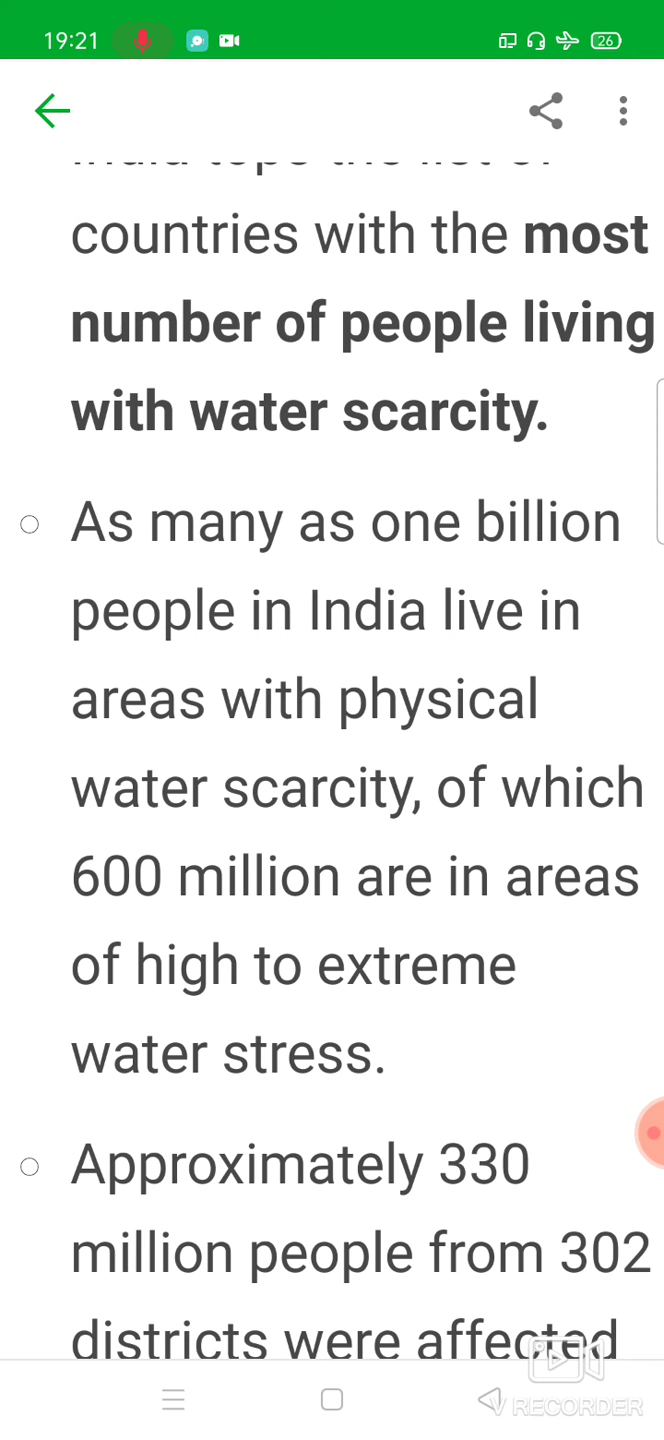 19:21
26
countries with the most
number of people living
with water scarcity.
As many as one billion
people in India live in
areas with physical
water scarcity, of which
600 million are in areas
of high to extreme
water stress.
Approximately 330
million people from 302
districts were affected
V RECORDER